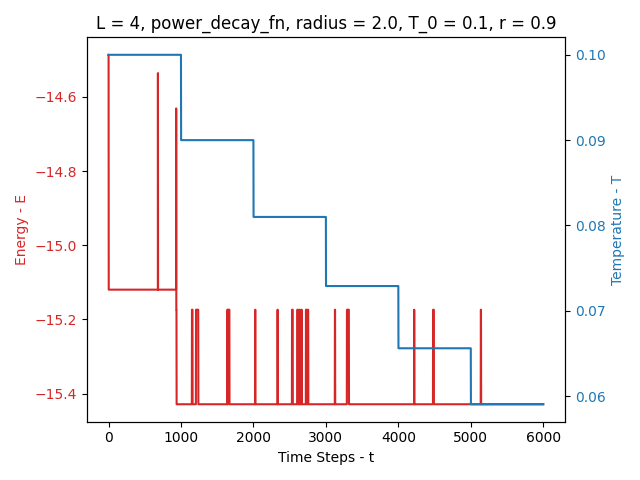 L = 4, power_decay_fn, radius = 2.0, T_0 = 0.1, r = 0.9
Energy - E
−14.6
−14.8
−15.0
−15.2
−15.4
0.10
0.09
0.08
0.07
0.06
Temperature - T
0 1000 2000 3000 4000 5000 6000
Time Steps - t